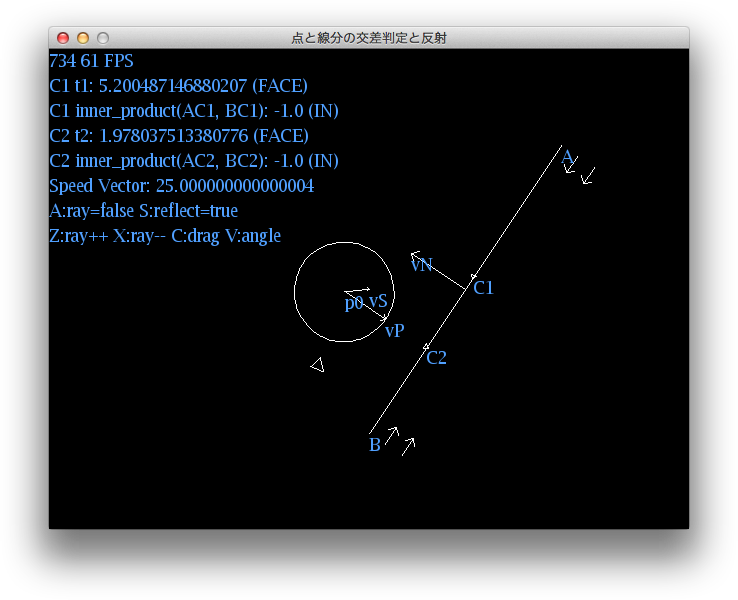 点と線分の交差判定と反射
734 61 FPS
C1 t1: 5.200487146880207 (FACE)
C1 inner_product(AC1, BC1): -1.0 (IN)
C2 t2: 1.978037513380776 (FACE)
C2 inner_product(AC2, BC2): -1.0 (IN)
Speed Vector: 25.000000000000004
A:ray=false S:reflect=true
Z:ray++ X:ray-- C:drag V:angle
A
vN
C1
p0 vS
vP
C2
B